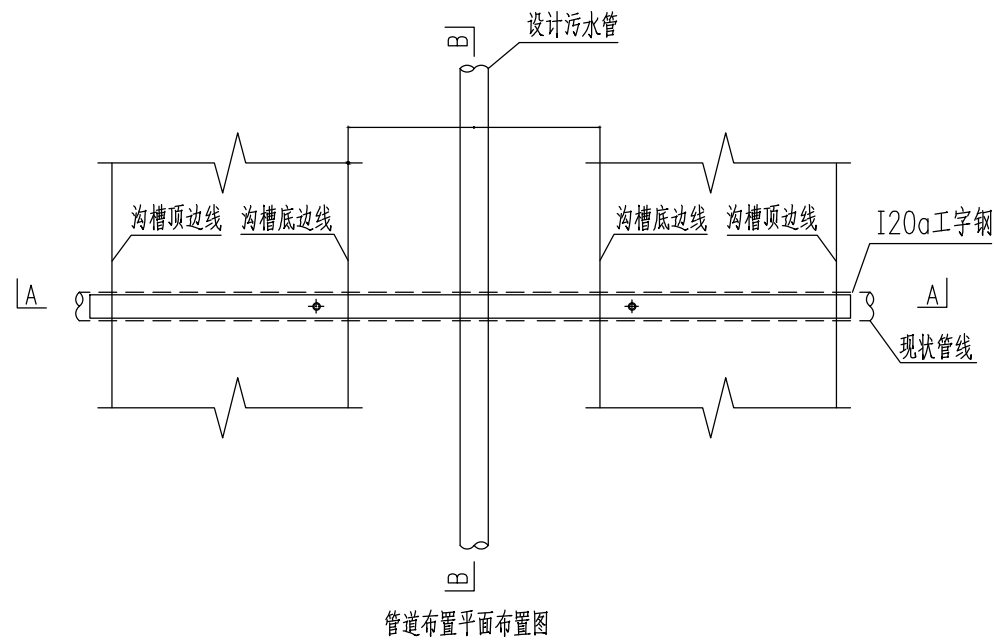 B
设计污水管
沟槽顶边线 沟槽底边线
沟槽底边线 沟槽顶边线
I20a工字钢
A
A
现状管线
B
管道布置平面布置图